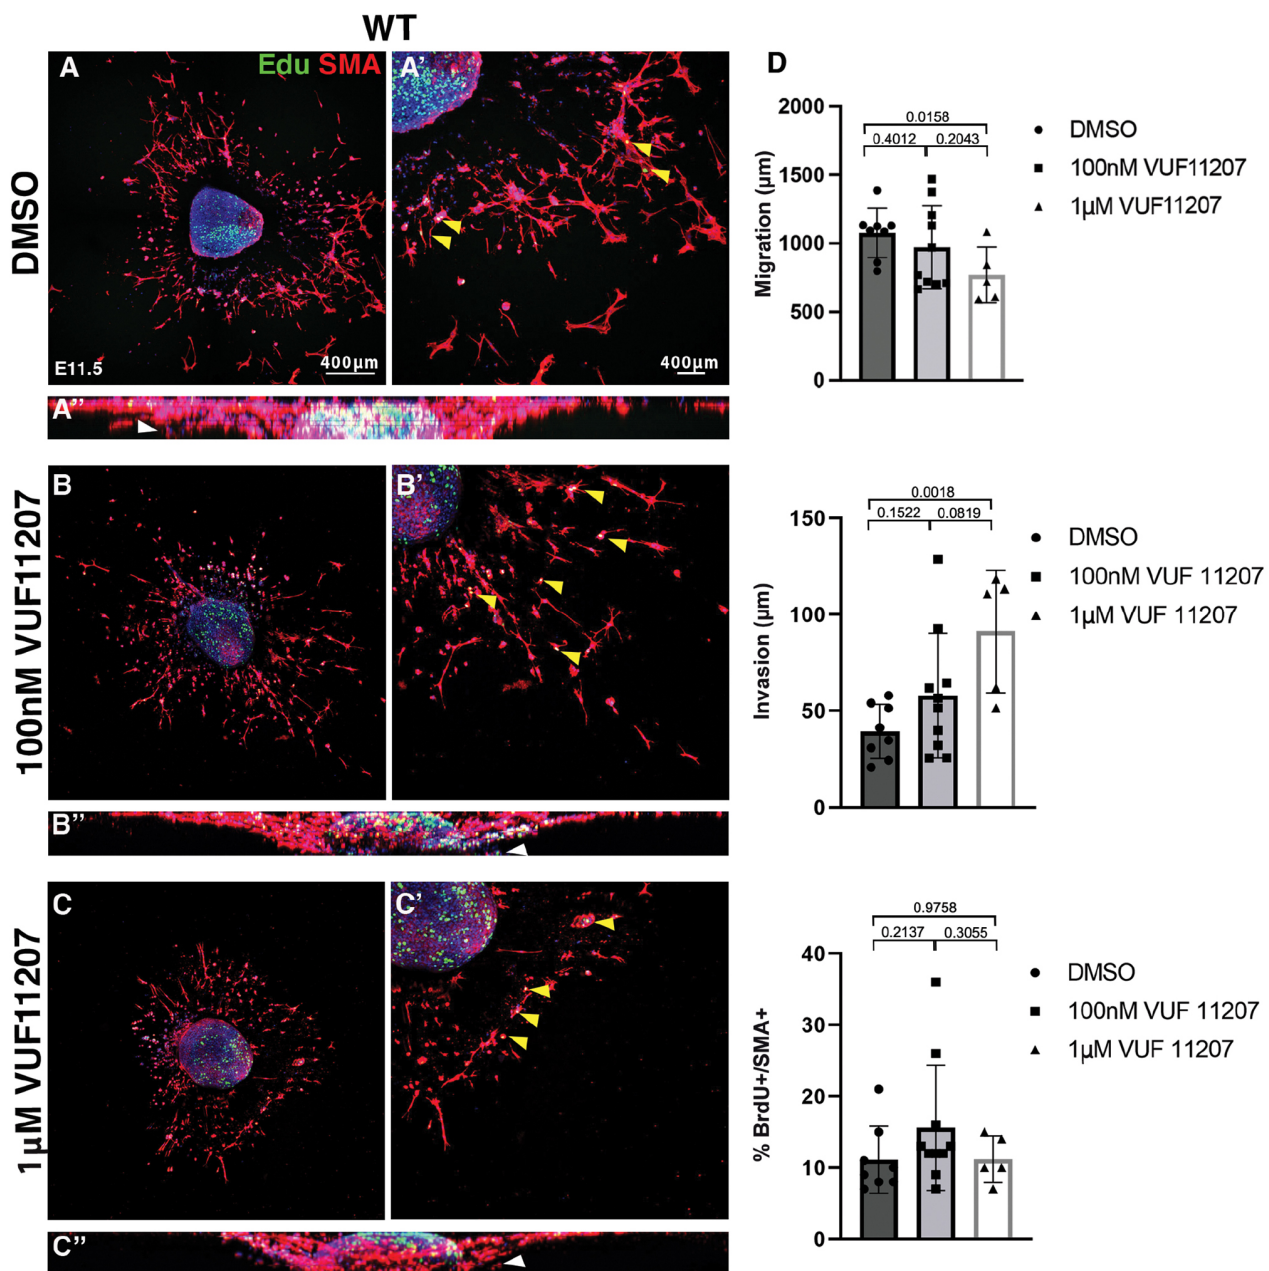 WT
DMSO
A
Edu SMA
E11.5
400µm
A'
400µm
A"
100nM VUF11207
B
B'
B"
1µM VUF11207
C
C'
C"
D
Migration (µm)
2000
1500
1000
500
0
0.0158
0.4012
0.2043
DMSO
100nM VUF11207
1µM VUF11207
Invasion (µm)
150
100
50
0
0.0018
0.1522
0.0819
DMSO
100nM VUF 11207
1µM VUF 11207
% BrdU+/SMA+
40
30
20
10
0
0.9758
0.2137
0.3055
DMSO
100nM VUF 11207
1µM VUF 11207